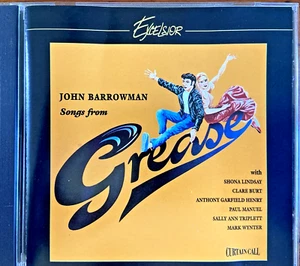 EXCELSIOR
JOHN BARROWMAN
Songs from
Grease
with
SHONA LINDSAY
CLARE BURT
ANTHONY GARFIELD HENRY
PAUL MANUEL
SALLY ANN TRIPLETT
MARK WYNTER
CURTAIN CALL